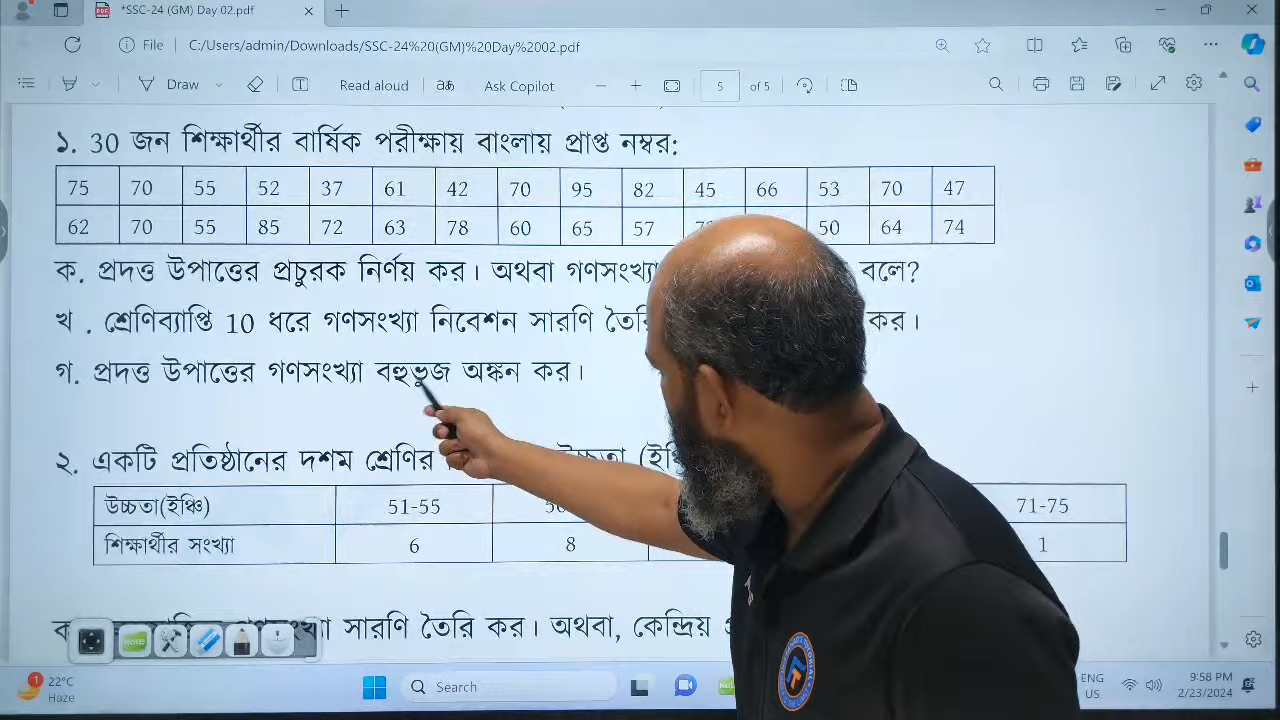 *SSC-24 (GM) Day 02.pdf
File C:/Users/admin/Downloads/SSC-24%20(GM)%20Day%2002.pdf
Draw Read aloud Ask Copilot 5 of 5
১. 30 জন শিক্ষার্থীর বার্ষিক পরীক্ষায় বাংলায় প্রাপ্ত নম্বর:
75 70 55 52 37 61 42 70 95 82 45 66 53 70 47
62 70 55 85 72 63 78 60 65 57 50 64 74
ক. প্রদত্ত উপাত্তের প্রচুরক নির্ণয় কর। অথবা গণসংখ্যা বলে?
খ . শ্রেণিব্যাপ্তি 10 ধরে গণসংখ্যা নিবেশন সারণি কর।
গ. প্রদত্ত উপাত্তের গণসংখ্যা বহুভুজ অঙ্কন কর।
২. একটি প্রতিষ্ঠানের দশম শ্রেণির উচ্চতা
উচ্চতা(ইঞ্চি) 51-55 71-75
শিক্ষার্থীর সংখ্যা 6 8 1
সারণি তৈরি কর। অথবা, কেন্দ্রিয়
NOTE
1 22°C
Haze
Search
ENG
US
9:58 PM
2/23/2024